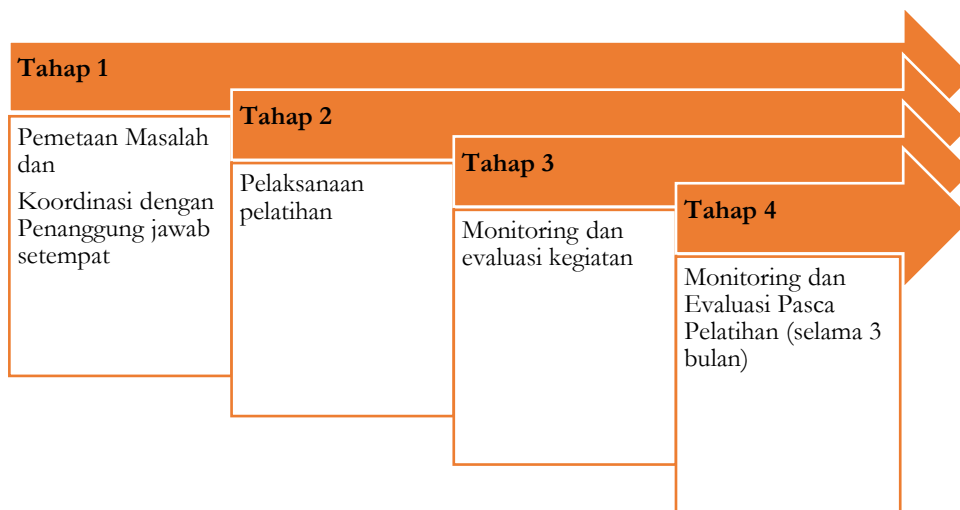 Tahap 1
Pemetaan Masalah
dan
Koordinasi dengan
Penanggung jawab
setempat
Tahap 2
Pelaksanaan
pelatihan
Tahap 3
Monitoring dan
evaluasi kegiatan
Tahap 4
Monitoring dan
Evaluasi Pasca
Pelatihan (selama 3
bulan)